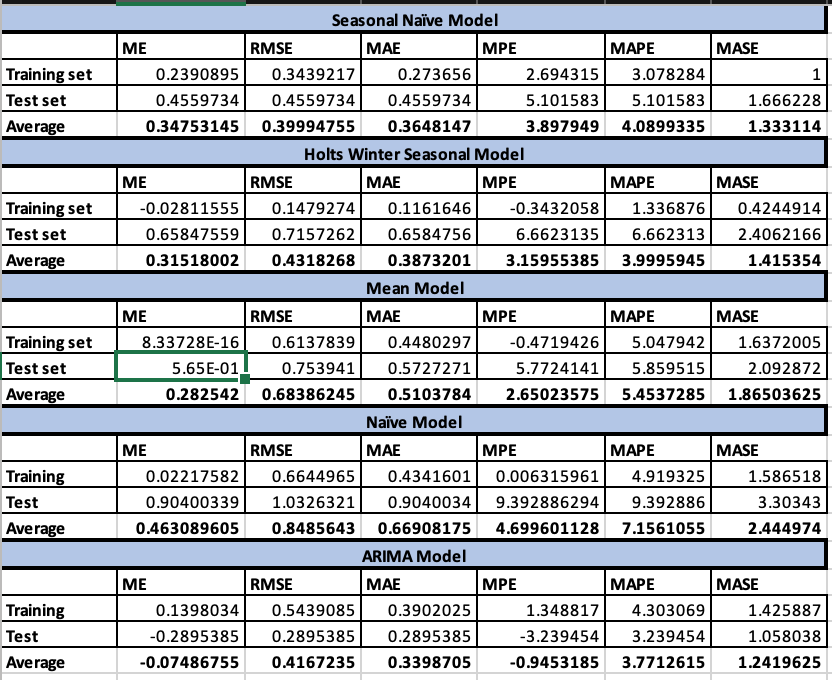 Seasonal Naïve Model
ME RMSE MAE MPE MAPE MASE
Training set 0.2390895 0.3439217 0.273656 2.694315 3.078284 1
Test set 0.4559734 0.4559734 0.4559734 5.101583 5.101583 1.666228
Average 0.34753145 0.39994755 0.3648147 3.897949 4.0899335 1.333114
Holts Winter Seasonal Model
ME RMSE MAE MPE MAPE MASE
Training set -0.02811555 0.1479274 0.1161646 -0.3432058 1.336876 0.4244914
Test set 0.65847559 0.7157262 0.6584756 6.6623135 6.662313 2.4062166
Average 0.31518002 0.4318268 0.3873201 3.15955385 3.9995945 1.415354
Mean Model
ME RMSE MAE MPE MAPE MASE
Training set 8.33728E-16 0.6137839 0.4480297 -0.4719426 5.047942 1.6372005
Test set 5.65E-01 0.753941 0.5727271 5.7724141 5.859515 2.092872
Average 0.282542 0.68386245 0.5103784 2.65023575 5.4537285 1.86503625
Naïve Model
ME RMSE MAE MPE MAPE MASE
Training 0.02217582 0.6644965 0.4341601 0.006315961 4.919325 1.586518
Test 0.90400339 1.0326321 0.9040034 9.392886294 9.392886 3.30343
Average 0.463089605 0.8485643 0.66908175 4.699601128 7.1561055 2.444974
ARIMA Model
ME RMSE MAE MPE MAPE MASE
Training 0.1398034 0.5439085 0.3902025 1.348817 4.303069 1.425887
Test -0.2895385 0.2895385 0.2895385 -3.239454 3.239454 1.058038
Average -0.07486755 0.4167235 0.3398705 -0.9453185 3.7712615 1.2419625